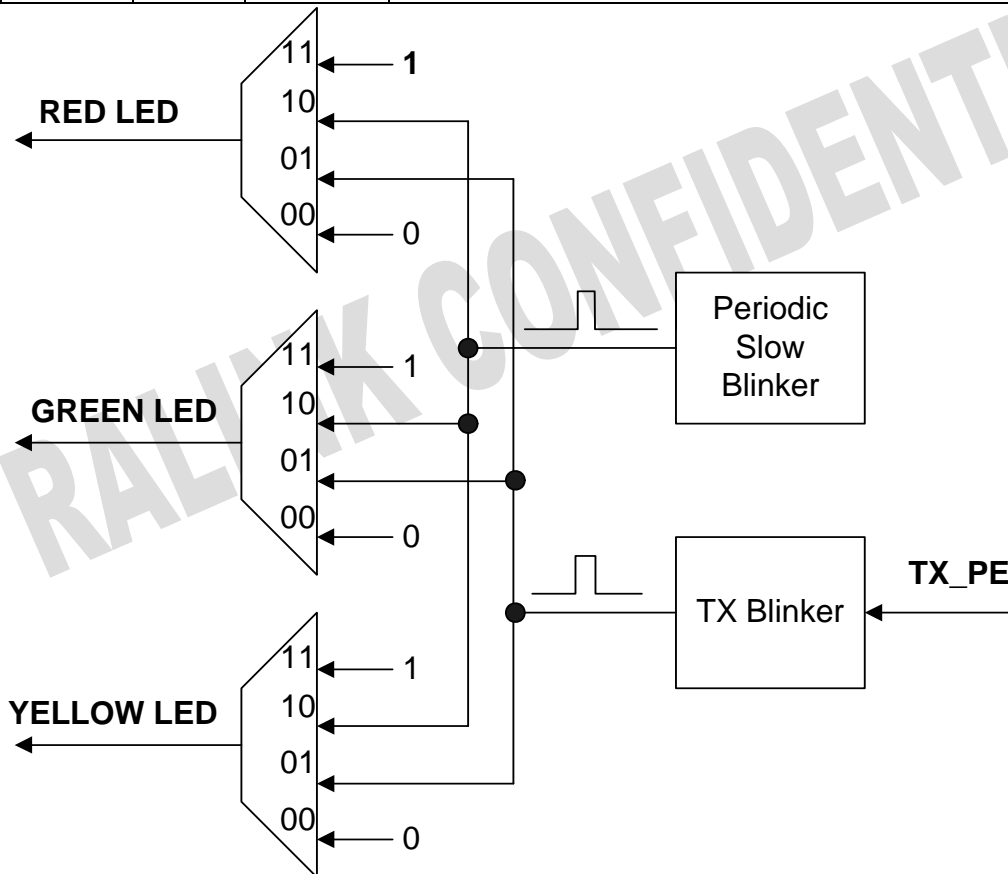 11
1
10
RED LED
01
00
0
Periodic
Slow
Blinker
11
1
10
GREEN LED
01
00
0
TX Blinker
TX_PE
11
1
10
YELLOW LED
01
00
0
RALINK CONFIDENTI